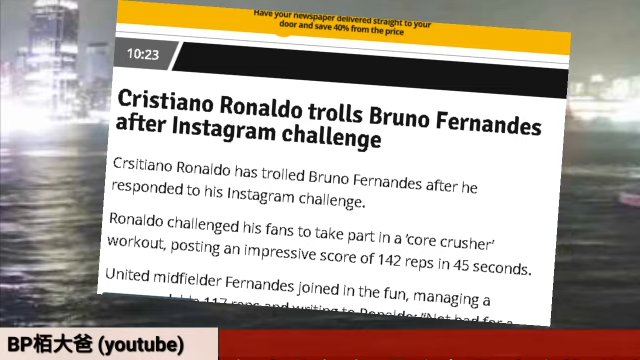 Have your newspaper delivered straight to your
door and save 40% from the price
10:23
Cristiano Ronaldo trolls Bruno Fernandes
after Instagram challenge
Crsitiano Ronaldo has trolled Bruno Fernandes after he
responded to his Instagram challenge.
Ronaldo challenged his fans to take part in a 'core crusher'
workout, posting an impressive score of 142 reps in 45 seconds.
United midfielder Fernandes joined in the fun, managing a
117 reps and writing to Ronaldo: "Not bad for a
BP栢大爸 (youtube)